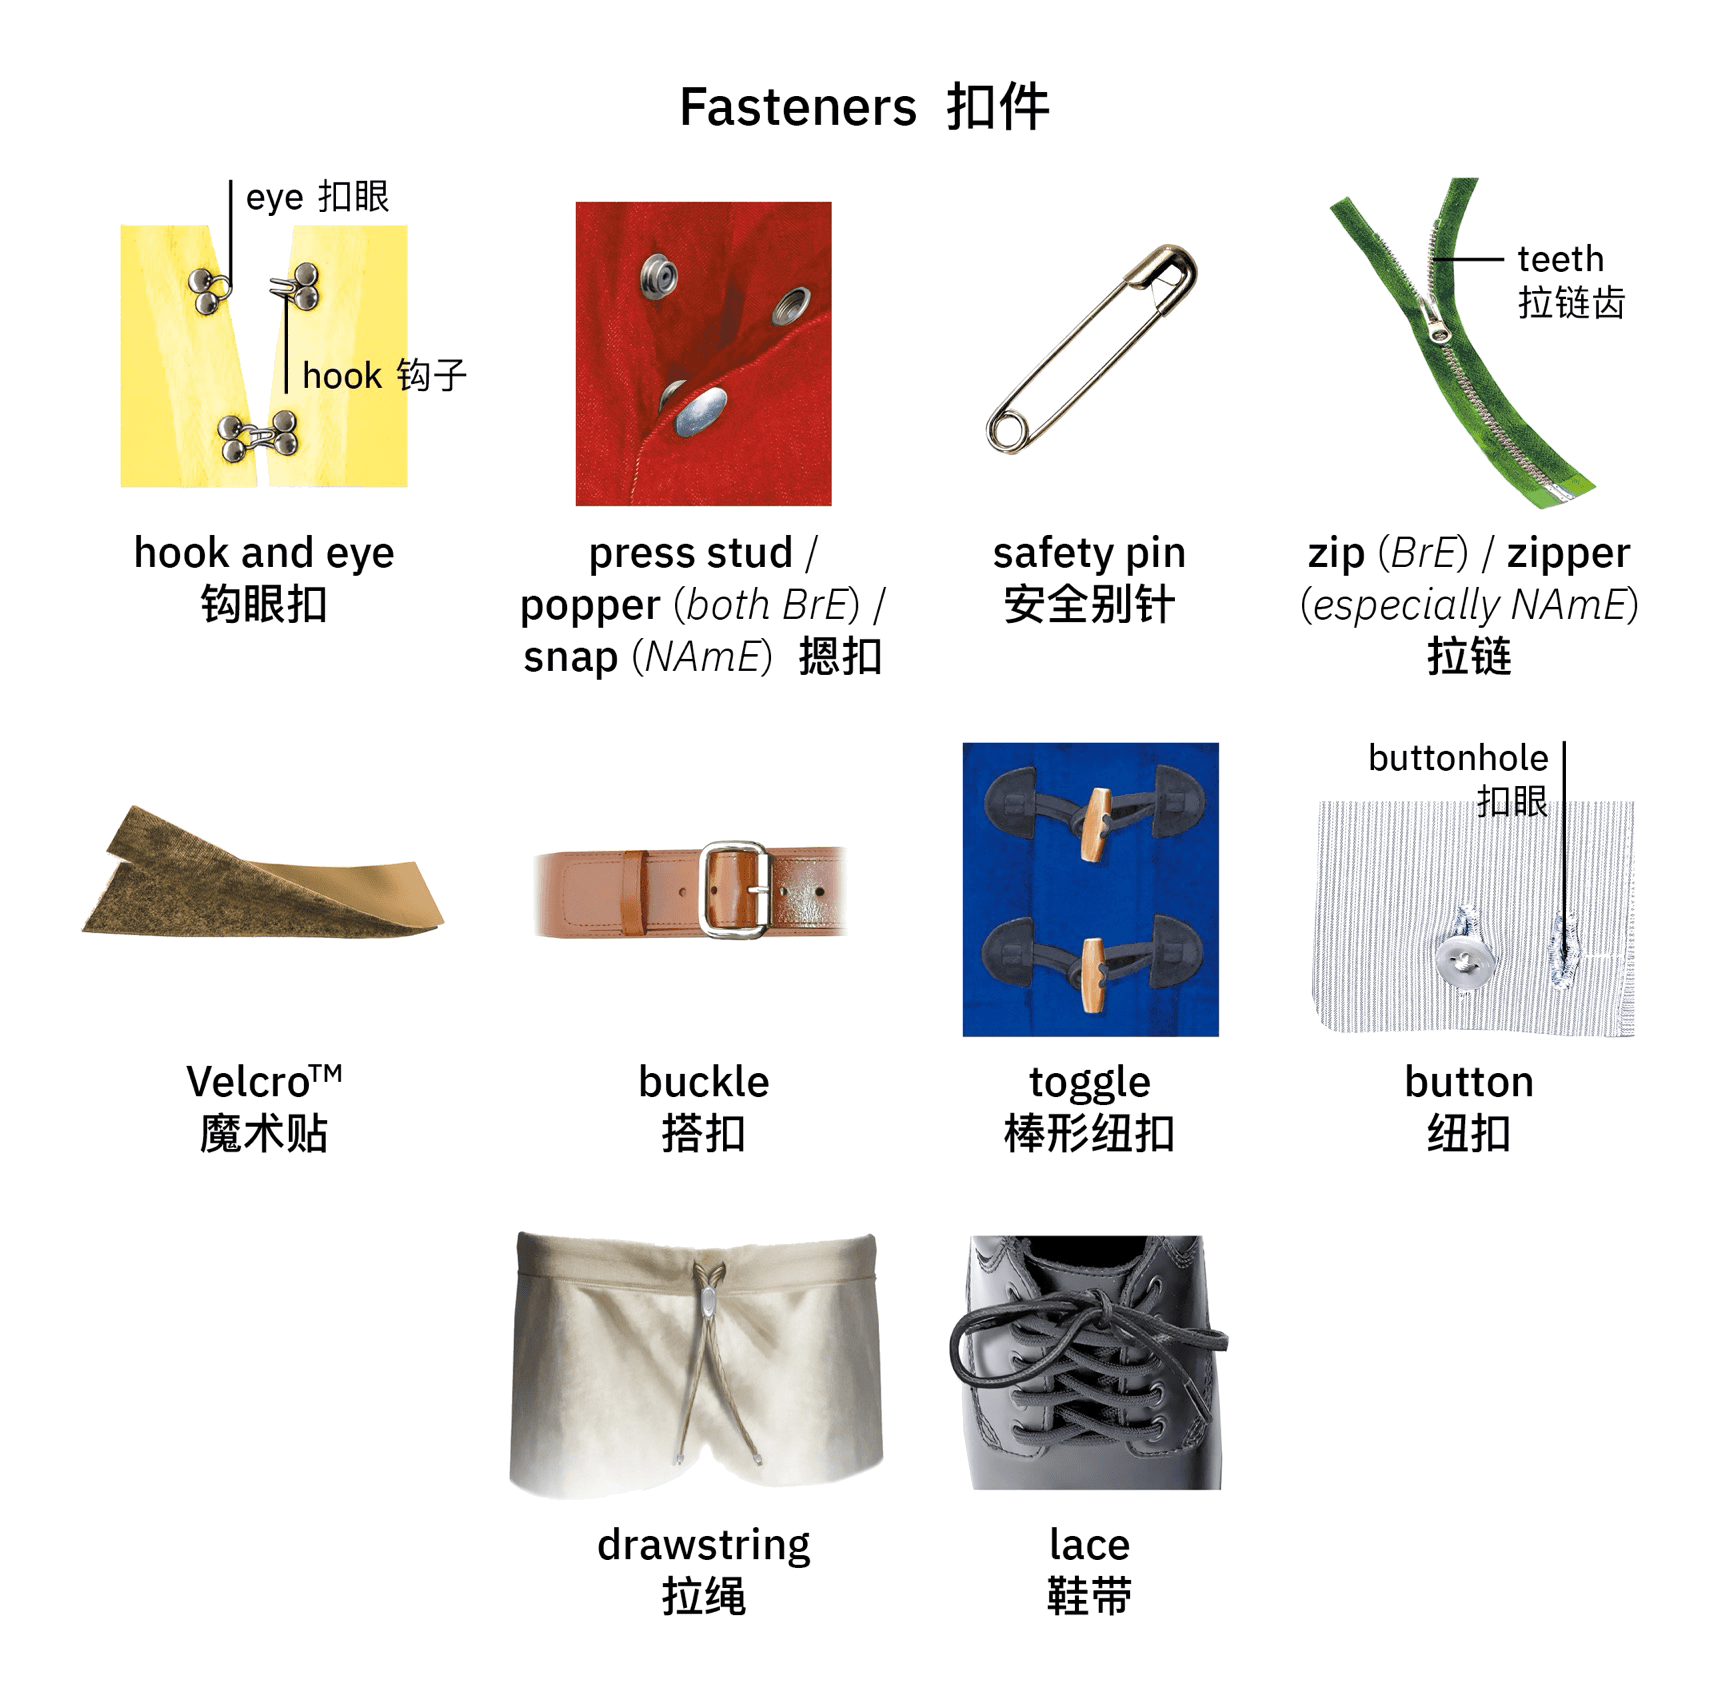 Fasteners 扣件
eye 扣眼
hook 钩子
hook and eye
钩眼扣
press stud /
popper (both BrE) /
snap (NAmE) 摁扣
safety pin
安全别针
teeth
拉链齿
zip (BrE) / zipper
(especially NAmE)
拉链
Velcro™
魔术贴
buckle
搭扣
toggle
棒形纽扣
buttonhole
扣眼
button
纽扣
drawstring
拉绳
lace
鞋带